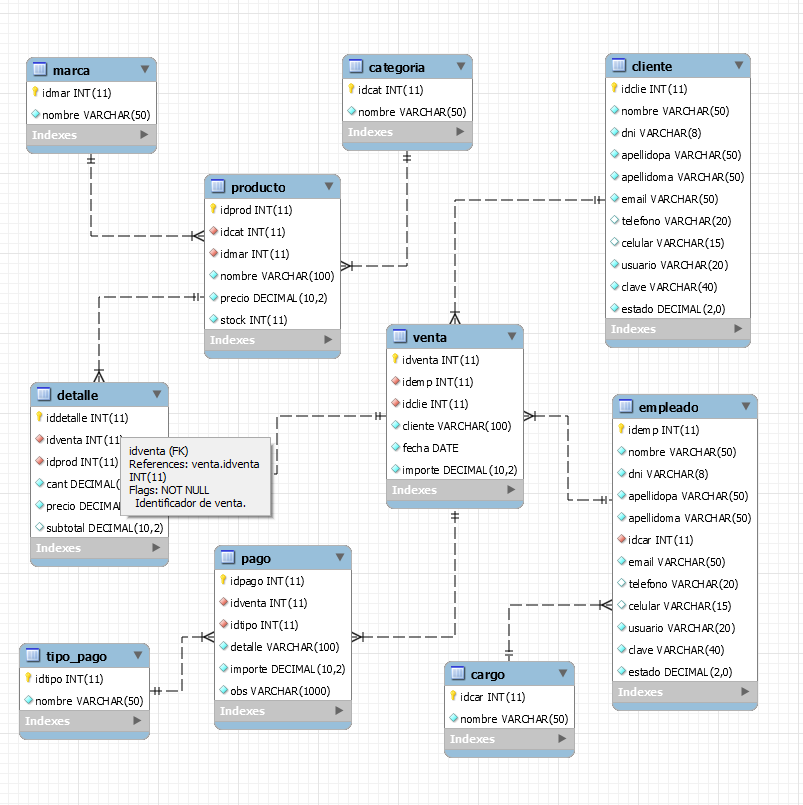 marca
idmar INT(11)
nombre VARCHAR(50)
Indexes
categoria
idcat INT(11)
nombre VARCHAR(50)
Indexes
cliente
idclie INT(11)
nombre VARCHAR(50)
dni VARCHAR(8)
apellidopa VARCHAR(50)
apellidoma VARCHAR(50)
email VARCHAR(50)
telefono VARCHAR(20)
celular VARCHAR(15)
usuario VARCHAR(20)
clave VARCHAR(40)
estado DECIMAL(2,0)
Indexes
producto
idprod INT(11)
idcat INT(11)
idmar INT(11)
nombre VARCHAR(100)
precio DECIMAL(10,2)
stock INT(11)
Indexes
venta
idventa INT(11)
idemp INT(11)
idclie INT(11)
cliente VARCHAR(100)
fecha DATE
importe DECIMAL(10,2)
Indexes
detalle
iddetalle INT(11)
idventa INT(11)
idprod INT(11)
cant DECIMAL
precio DECIMA
subtotal DECIMAL(10,2)
Indexes
idventa (FK)
References: venta.idventa
INT(11)
Flags: NOT NULL
Identificador de venta.
empleado
idemp INT(11)
nombre VARCHAR(50)
dni VARCHAR(8)
apellidopa VARCHAR(50)
apellidoma VARCHAR(50)
idcar INT(11)
email VARCHAR(50)
telefono VARCHAR(20)
celular VARCHAR(15)
usuario VARCHAR(20)
clave VARCHAR(40)
estado DECIMAL(2,0)
Indexes
pago
idpago INT(11)
idventa INT(11)
idtipo INT(11)
detalle VARCHAR(100)
importe DECIMAL(10,2)
obs VARCHAR(1000)
Indexes
tipo_pago
idtipo INT(11)
nombre VARCHAR(50)
Indexes
cargo
idcar INT(11)
nombre VARCHAR(50)
Indexes